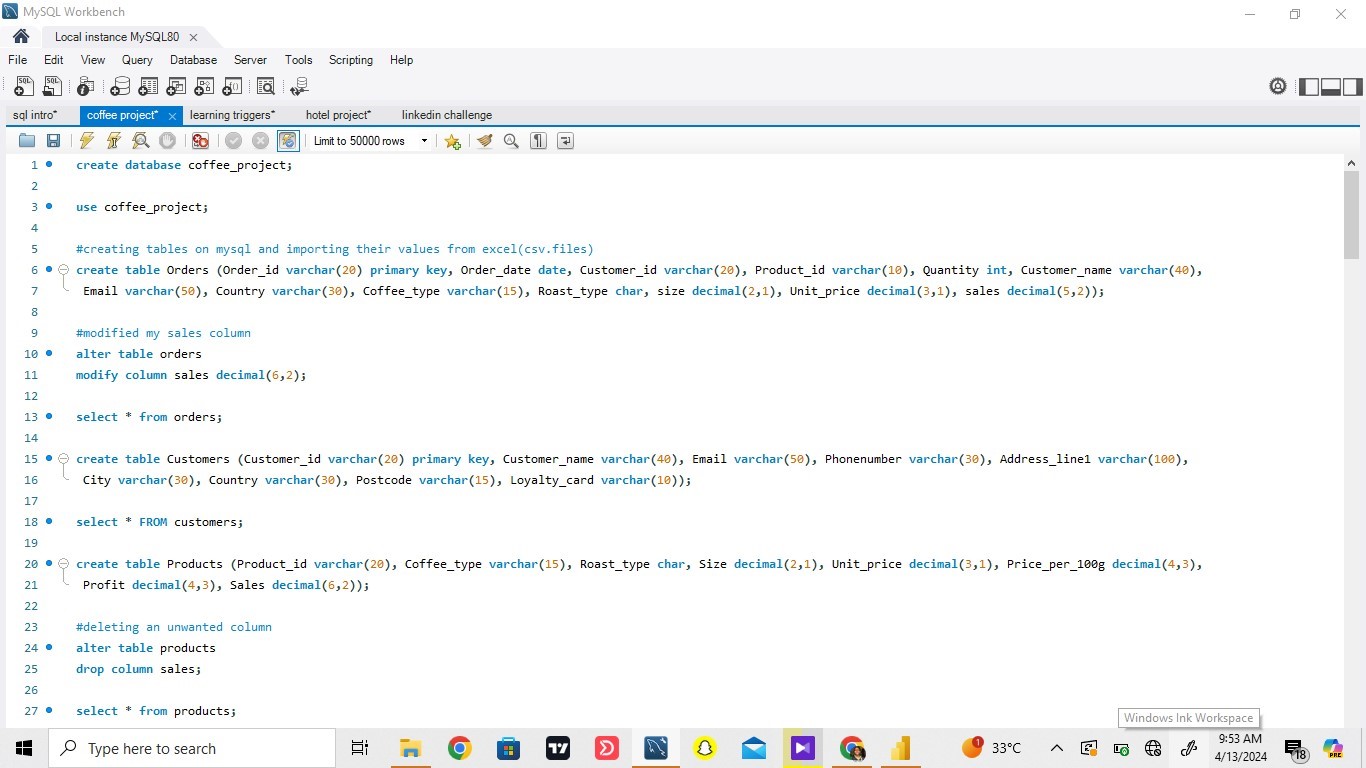 MySQL Workbench
Local instance MySQL80
File Edit View Query Database Server Tools Scripting Help
sql intro* coffee project* learning triggers* hotel project* linkedin challenge
Limit to 50000 rows
1 create database coffee_project;
2
3 use coffee_project;
4
5 #creating tables on mysql and importing their values from excel(csv.files)
6 create table Orders (Order_id varchar(20) primary key, Order_date date, Customer_id varchar(20), Product_id varchar(10), Quantity int, Customer_name varchar(40),
7 Email varchar(50), Country varchar(30), Coffee_type varchar(15), Roast_type char, size decimal(2,1), Unit_price decimal(3,1), sales decimal(5,2));
8
9 #modified my sales column
10 alter table orders
11 modify column sales decimal(6,2);
12
13 select * from orders;
14
15 create table Customers (Customer_id varchar(20) primary key, Customer_name varchar(40), Email varchar(50), Phonenumber varchar(30), Address_line1 varchar(100),
16 City varchar(30), Country varchar(30), Postcode varchar(15), Loyalty_card varchar(10));
17
18 select * FROM customers;
19
20 create table Products (Product_id varchar(20), Coffee_type varchar(15), Roast_type char, Size decimal(2,1), Unit_price decimal(3,1), Price_per_100g decimal(4,3),
21 Profit decimal(4,3), Sales decimal(6,2));
22
23 #deleting an unwanted column
24 alter table products
25 drop column sales;
26
27 select * from products;
Windows Ink Workspace
Type here to search
1
33°C
9:53 AM
4/13/2024
18
PRE